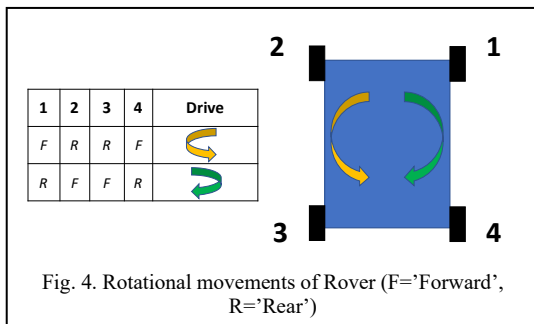 2
1
1 2 3 4 Drive
F R R F
R F F R
3
4
Fig. 4. Rotational movements of Rover (F=’Forward’,
R=’Rear’)